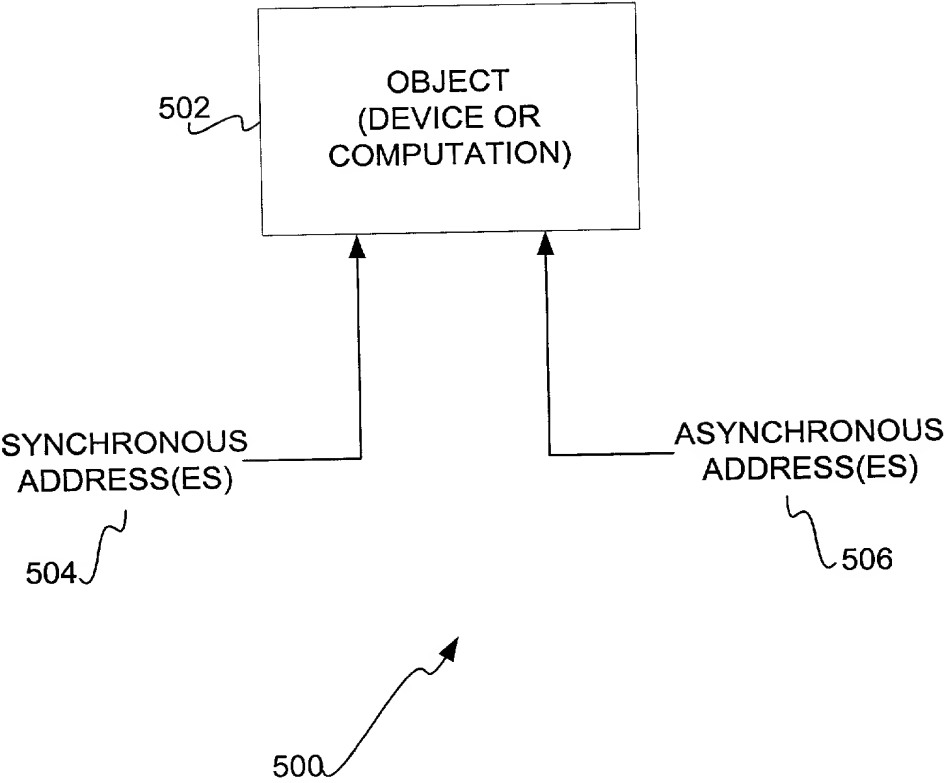 OBJECT
(DEVICE OR
COMPUTATION)
502
SYNCHRONOUS
ADDRESS(ES)
504
ASYNCHRONOUS
ADDRESS(ES)
506
500